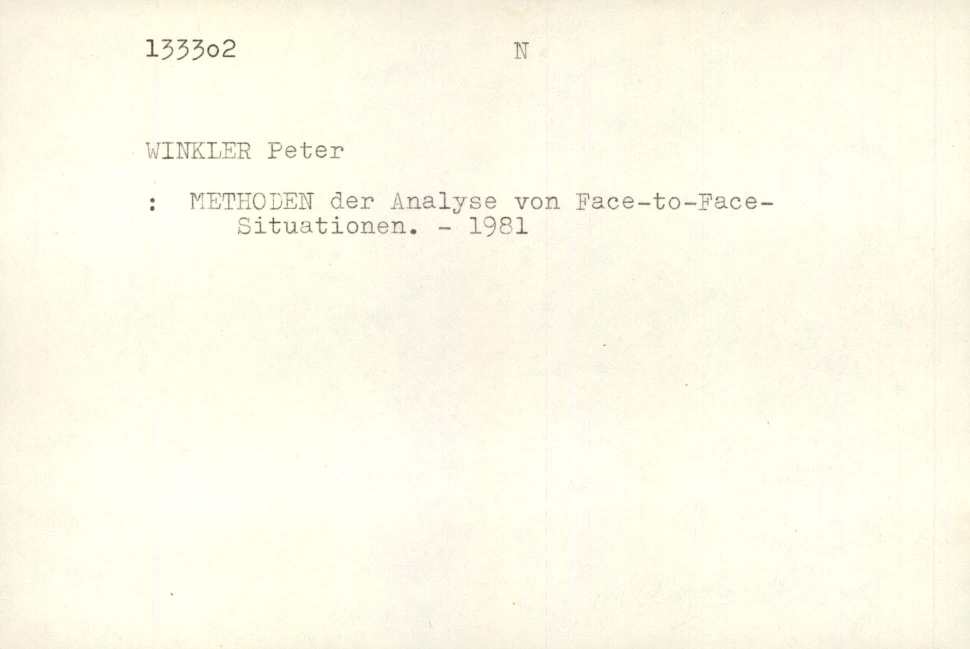 133302 N
WINKLER Peter
: METHODEN der Analyse von Face-to-Face-
Situationen. - 1981